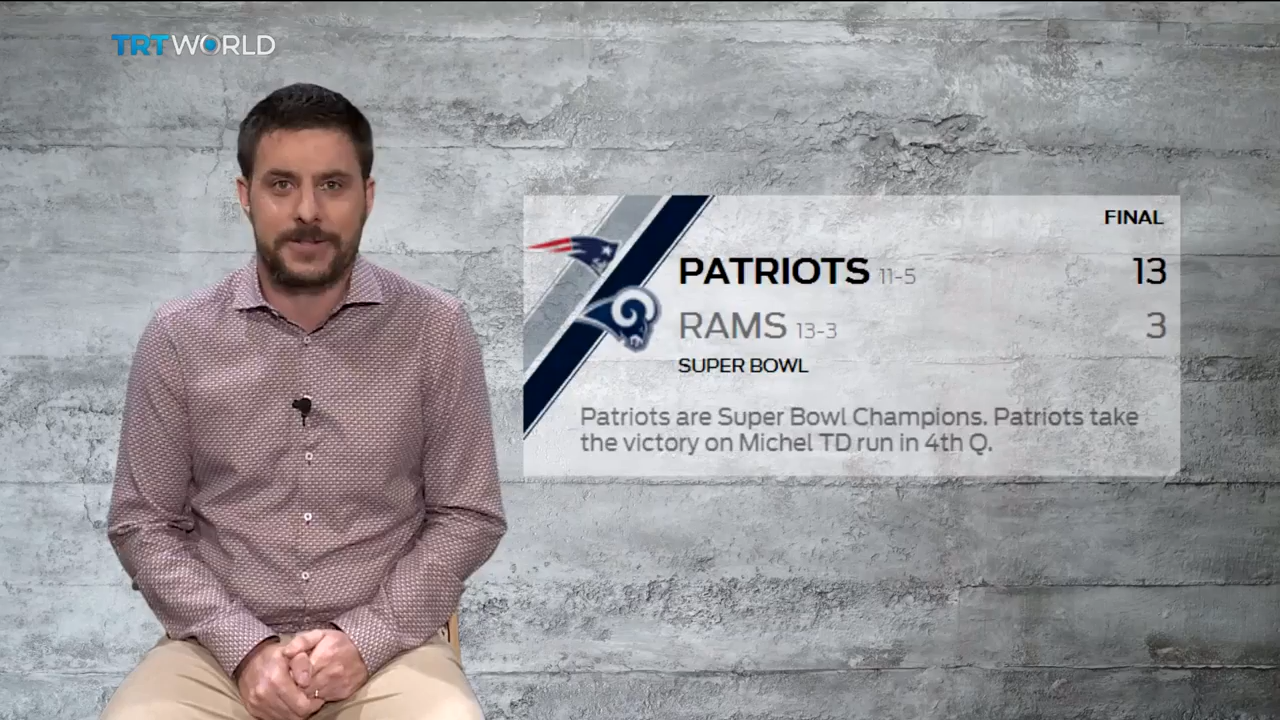 TRTWORLD
FINAL
PATRIOTS 11-5 13
RAMS 13-3 3
SUPER BOWL
Patriots are Super Bowl Champions. Patriots take
the victory on Michel TD run in 4th Q.